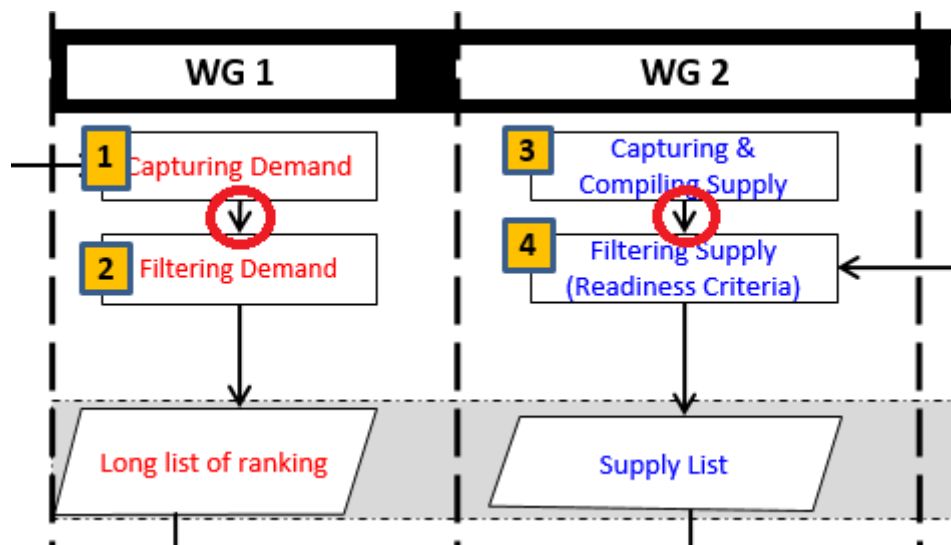 WG 1
WG 2
1
Capturing Demand
2
Filtering Demand
Long list of ranking
3
Capturing &
Compiling Supply
4
Filtering Supply
(Readiness Criteria)
Supply List